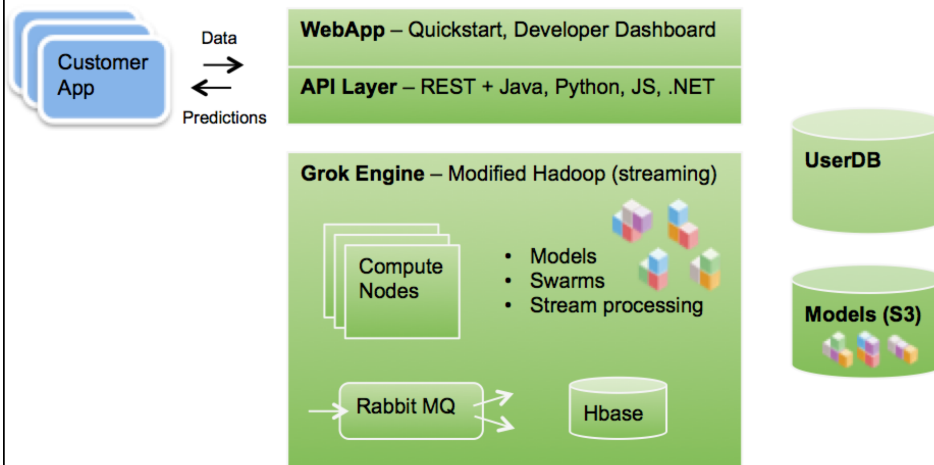 Customer
App
Data
Predictions
WebApp – Quickstart, Developer Dashboard
API Layer – REST + Java, Python, JS, .NET
Grok Engine – Modified Hadoop (streaming)
Compute
Nodes
• Models
• Swarms
• Stream processing
Rabbit MQ
Hbase
UserDB
Models (S3)